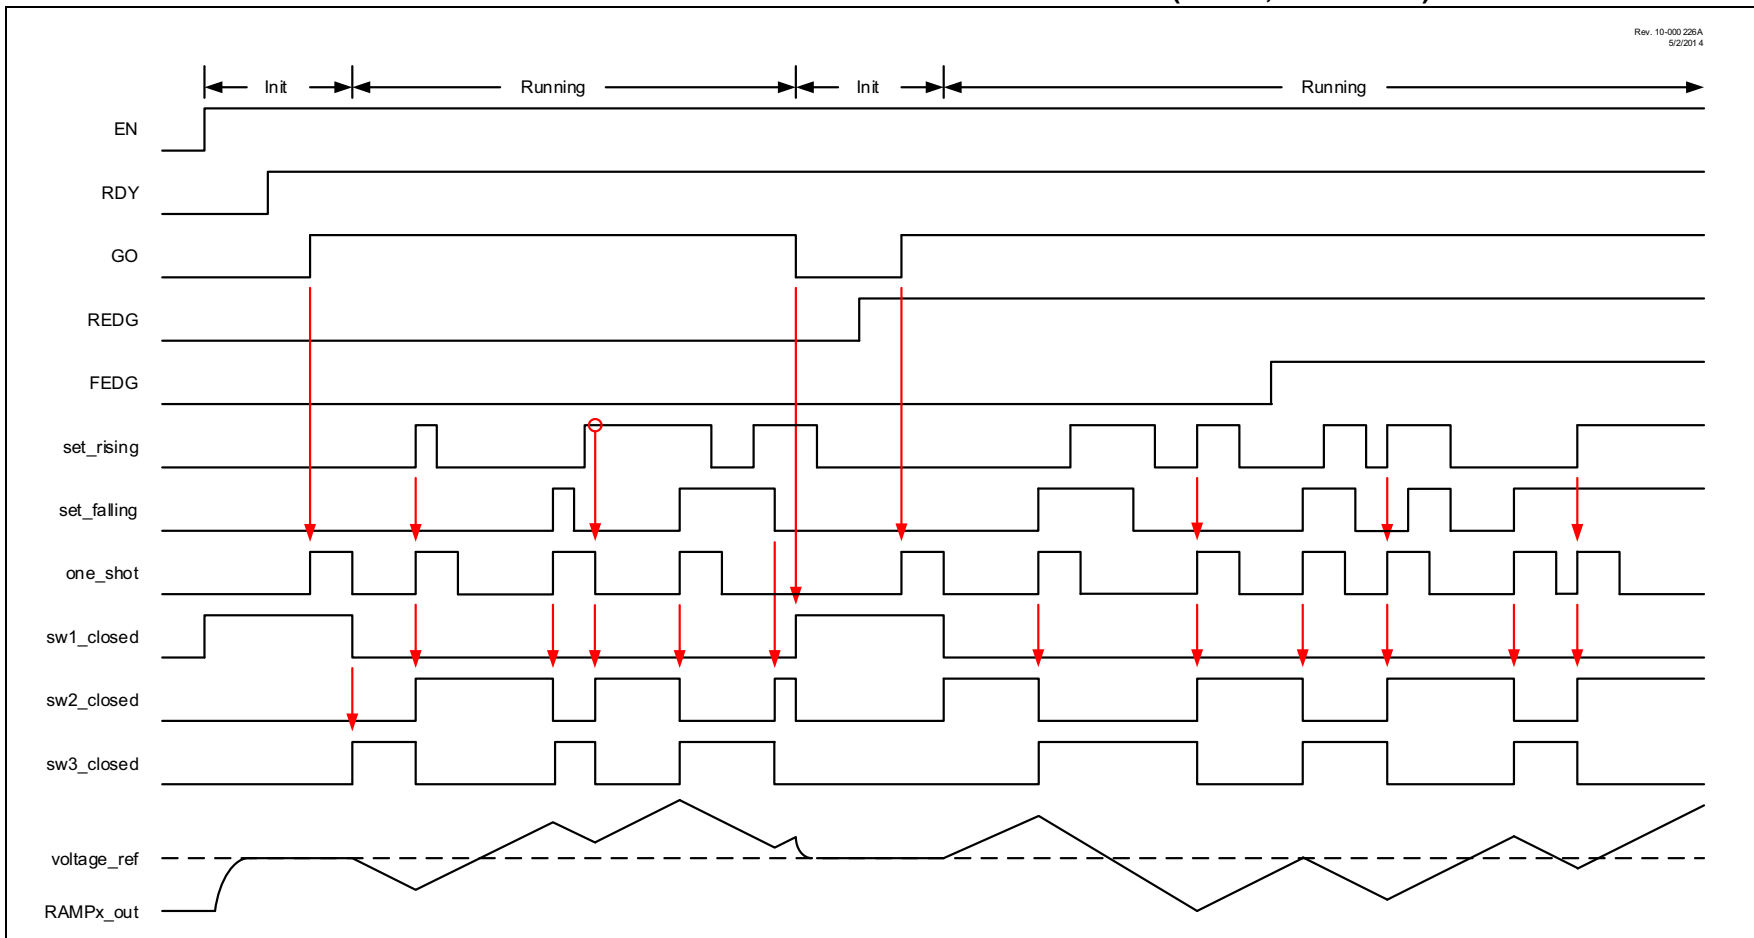 Rev. 10-000 226A
5/2/2014
Init
Running
Init
Running
EN
RDY
GO
REDG
FEDG
set_rising
set_falling
one_shot
sw1_closed
sw2_closed
sw3_closed
voltage_ref
RAMPx_out